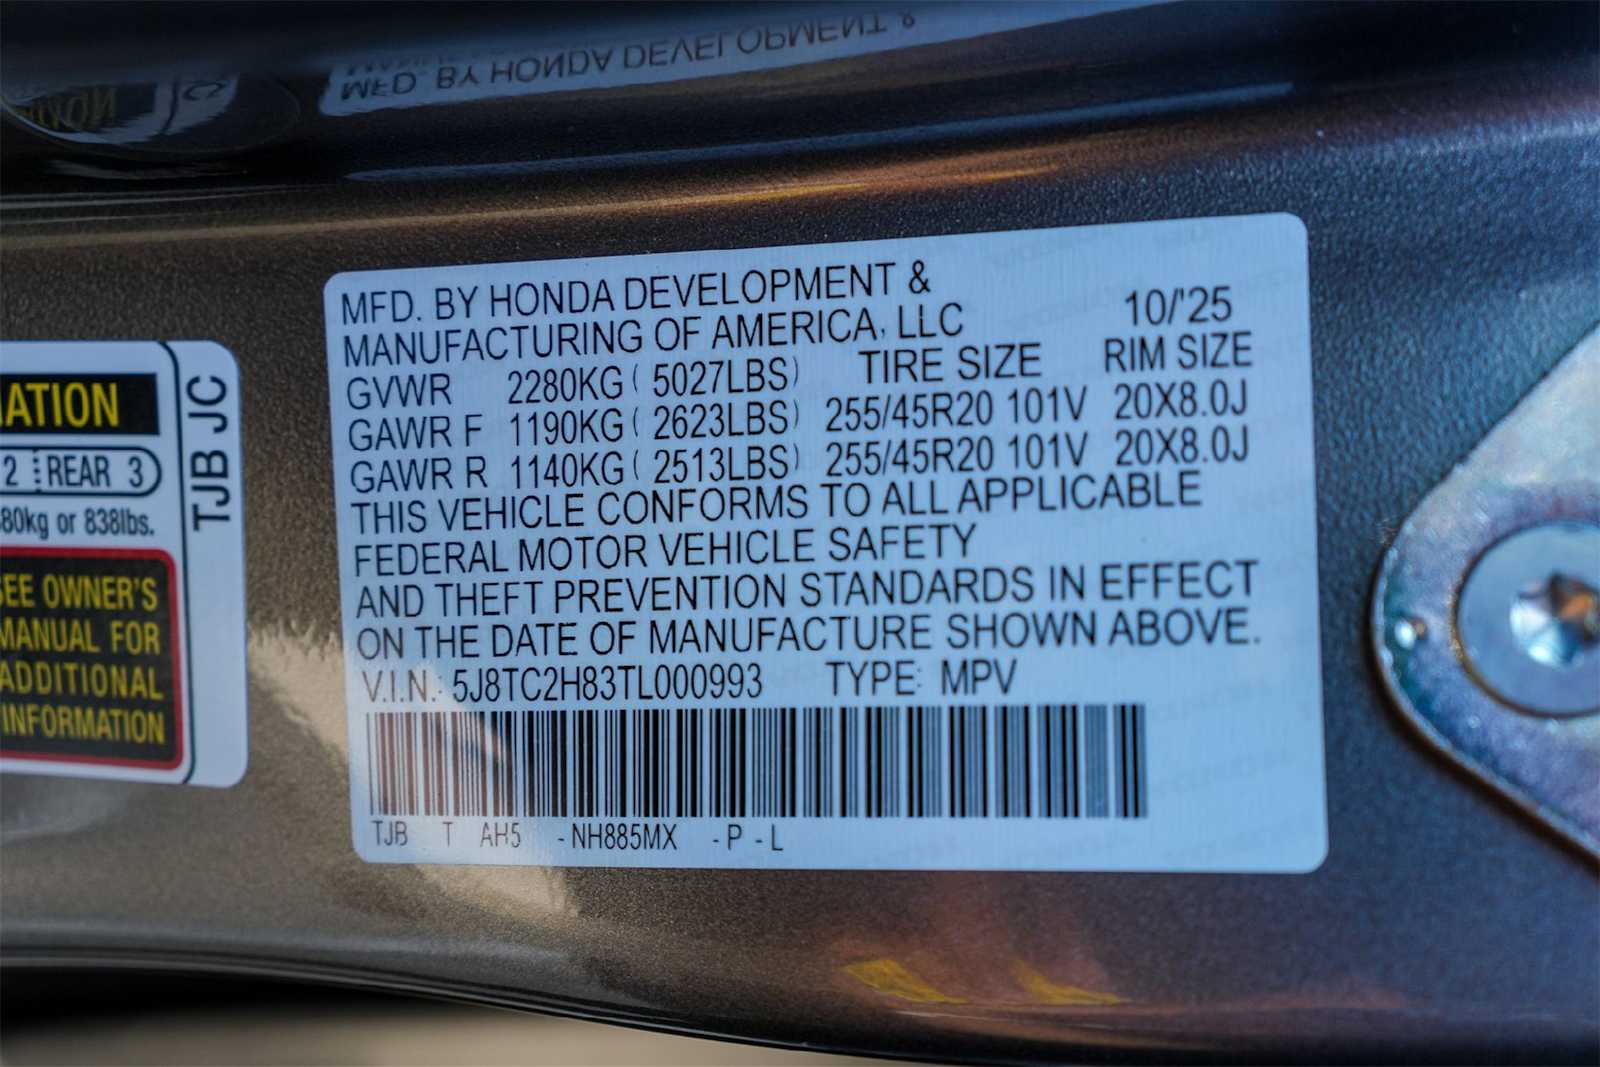 MFD. BY HONDA DEVELOPMENT &
MFD. BY HONDA DEVELOPMENT &
MANUFACTURING OF AMERICA, LLC 10/'25
GVWR 2280KG ( 5027LBS) TIRE SIZE RIM SIZE
GAWR F 1190KG ( 2623LBS) 255/45R20 101V 20X8.0J
GAWR R 1140KG ( 2513LBS) 255/45R20 101V 20X8.0J
THIS VEHICLE CONFORMS TO ALL APPLICABLE
FEDERAL MOTOR VEHICLE SAFETY
AND THEFT PREVENTION STANDARDS IN EFFECT
ON THE DATE OF MANUFACTURE SHOWN ABOVE.
V.I.N.: 5J8TC2H83TL000993 TYPE: MPV
TJB T AH5 -NH885MX -P -L
2 REAR 3
or 838lbs.
SEE OWNER'S
MANUAL FOR
ADDITIONAL
INFORMATION
TJB JC